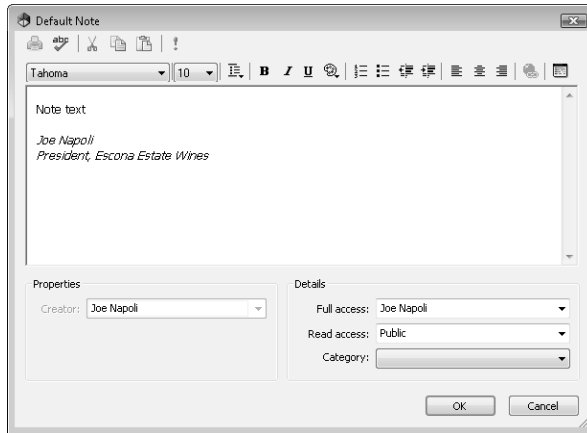 Default Note
abc
Tahoma 10 B I U
Note text
Joe Napoli
President, Escona Estate Wines
Properties
Creator: Joe Napoli
Details
Full access: Joe Napoli
Read access: Public
Category:
OK Cancel